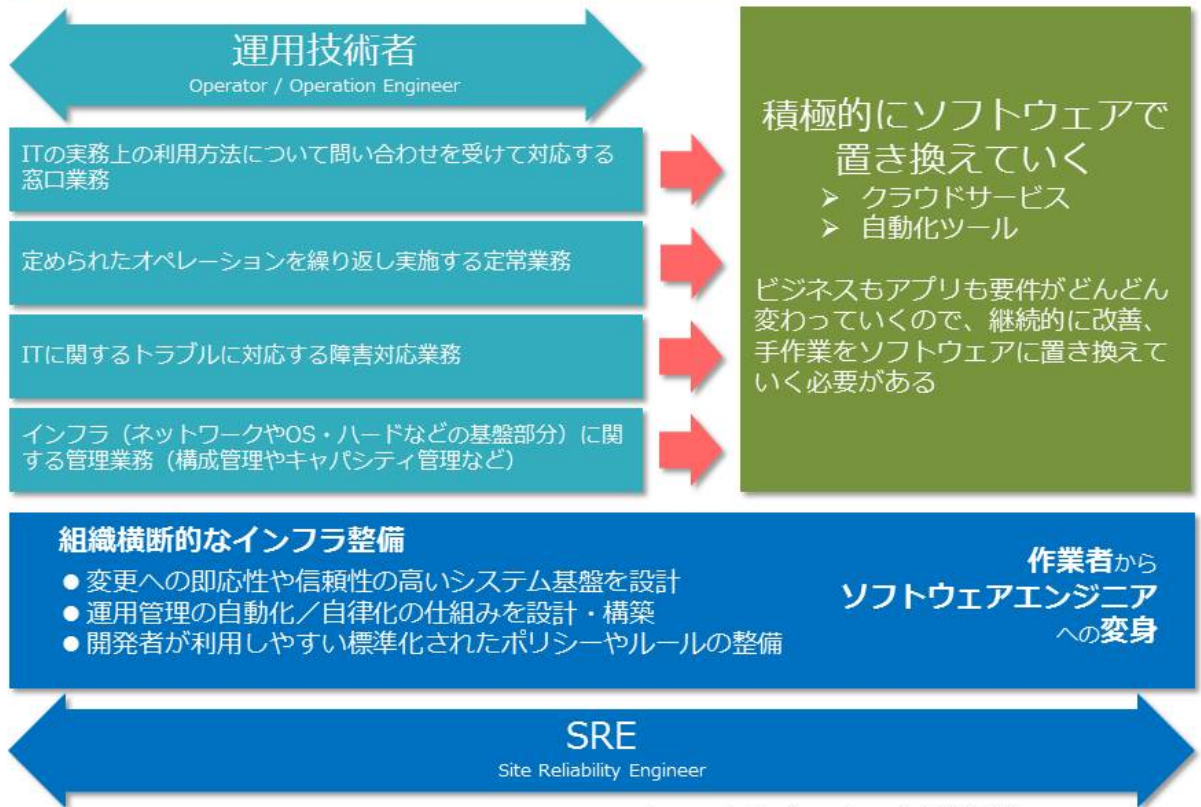 運用技術者
Operator / Operation Engineer
ITの実務上の利用方法について問い合わせを受けて対応する
窓口業務
定められたオペレーションを繰り返し実施する定常業務
ITに関するトラブルに対応する障害対応業務
インフラ（ネットワークやOS・ハードなどの基盤部分）に関
する管理業務（構成管理やキャパシティ管理など）
積極的にソフトウェアで
置き換えていく
➢ クラウドサービス
➢ 自動化ツール
ビジネスもアプリも要件がどんどん
変わっていくので、継続的に改善、
手作業をソフトウェアに置き換えて
いく必要がある
組織横断的なインフラ整備
●変更への即応性や信頼性の高いシステム基盤を設計
●運用管理の自動化／自律化の仕組みを設計・構築
●開発者が利用しやすい標準化されたポリシーやルールの整備
作業者から
ソフトウェアエンジニア
への変身
SRE
Site Reliability Engineer